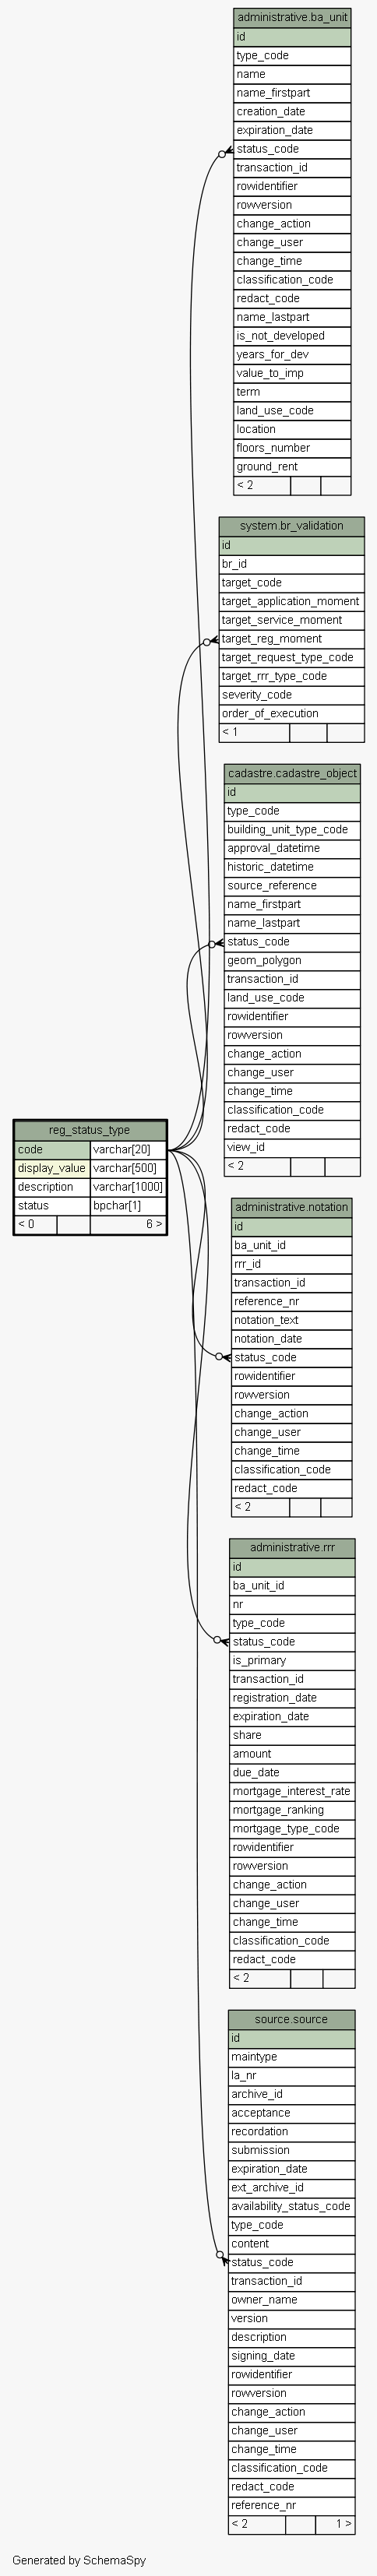 administrative.ba_unit
id
type_code
name
name_firstpart
creation_date
expiration_date
status_code
transaction_id
rowidentifier
rowversion
change_action
change_user
change_time
classification_code
redact_code
name_lastpart
is_not_developed
years_for_dev
value_to_imp
term
land_use_code
location
floors_number
ground_rent
< 2
system.br_validation
id
br_id
target_code
target_application_moment
target_service_moment
target_reg_moment
target_request_type_code
target_rrr_type_code
severity_code
order_of_execution
< 1
cadastre.cadastre_object
id
type_code
building_unit_type_code
approval_datetime
historic_datetime
source_reference
name_firstpart
name_lastpart
status_code
geom_polygon
transaction_id
land_use_code
rowidentifier
rowversion
change_action
change_user
change_time
classification_code
redact_code
view_id
< 2
reg_status_type
code varchar[20]
display_value varchar[500]
description varchar[1000]
status bpchar[1]
< 0 6 >
administrative.notation
id
ba_unit_id
rrr_id
transaction_id
reference_nr
notation_text
notation_date
status_code
rowidentifier
rowversion
change_action
change_user
change_time
classification_code
redact_code
< 2
administrative.rrr
id
ba_unit_id
nr
type_code
status_code
is_primary
transaction_id
registration_date
expiration_date
share
amount
due_date
mortgage_interest_rate
mortgage_ranking
mortgage_type_code
rowidentifier
rowversion
change_action
change_user
change_time
classification_code
redact_code
< 2
source.source
id
maintype
la_nr
archive_id
acceptance
recordation
submission
expiration_date
ext_archive_id
availability_status_code
type_code
content
status_code
transaction_id
owner_name
version
description
signing_date
rowidentifier
rowversion
change_action
change_user
change_time
classification_code
redact_code
reference_nr
< 2 1 >
Generated by SchemaSpy